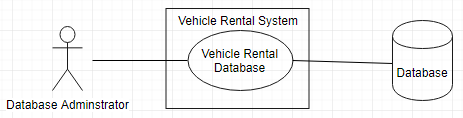 Vehicle Rental System
Vehicle Rental
Database
Database
Database Adminstrator